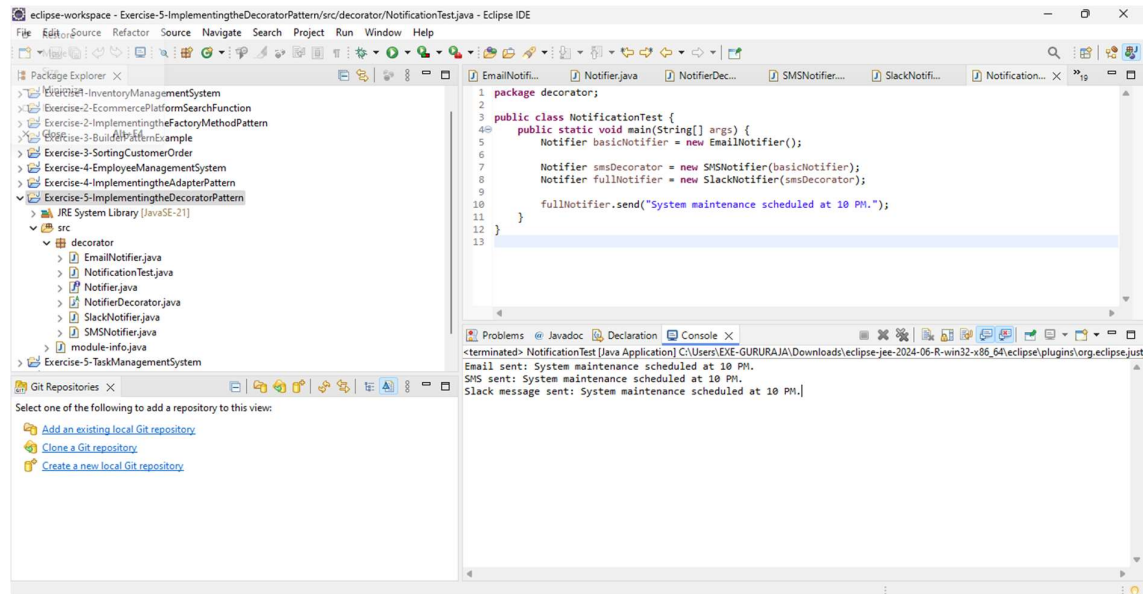 eclipse-workspace - Exercise-5-ImplementingtheDecoratorPattern/src/decorator/NotificationTest.java - Eclipse IDE
File Edit Source Refactor Source Navigate Search Project Run Window Help
Restore
Package Explorer
Minimize
Exercise1-InventoryManagementSystem
Exercise-2-EcommercePlatformSearchFunction
Exercise-2-ImplementingtheFactoryMethodPattern
Close Alt+F4
Exercise-3-BuilderPatternExample
Exercise-3-SortingCustomerOrder
Exercise-4-EmployeeManagementSystem
Exercise-4-ImplementingtheAdapterPattern
Exercise-5-ImplementingtheDecoratorPattern
JRE System Library [JavaSE-21]
src
decorator
EmailNotifier.java
NotificationTest.java
Notifier.java
NotifierDecorator.java
SlackNotifier.java
SMSNotifier.java
module-info.java
Exercise-5-TaskManagementSystem
Git Repositories
Select one of the following to add a repository to this view:
Add an existing local Git repository
Clone a Git repository
Create a new local Git repository
EmailNotifi... Notifier.java NotifierDec... SMSNotifier.... SlackNotifi... Notification... »19
1 package decorator;
2
3 public class NotificationTest {
4 public static void main(String[] args) {
5 Notifier basicNotifier = new EmailNotifier();
6
7 Notifier smsDecorator = new SMSNotifier(basicNotifier);
8 Notifier fullNotifier = new SlackNotifier(smsDecorator);
9
10 fullNotifier.send("System maintenance scheduled at 10 PM.");
11 }
12 }
13
Problems Javadoc Declaration Console
<terminated> NotificationTest [Java Application] C:\Users\EXE-GURURAJA\Downloads\eclipse-jee-2024-06-R-win32-x86_64\eclipse\plugins\org.eclipse.just
Email sent: System maintenance scheduled at 10 PM.
SMS sent: System maintenance scheduled at 10 PM.
Slack message sent: System maintenance scheduled at 10 PM.